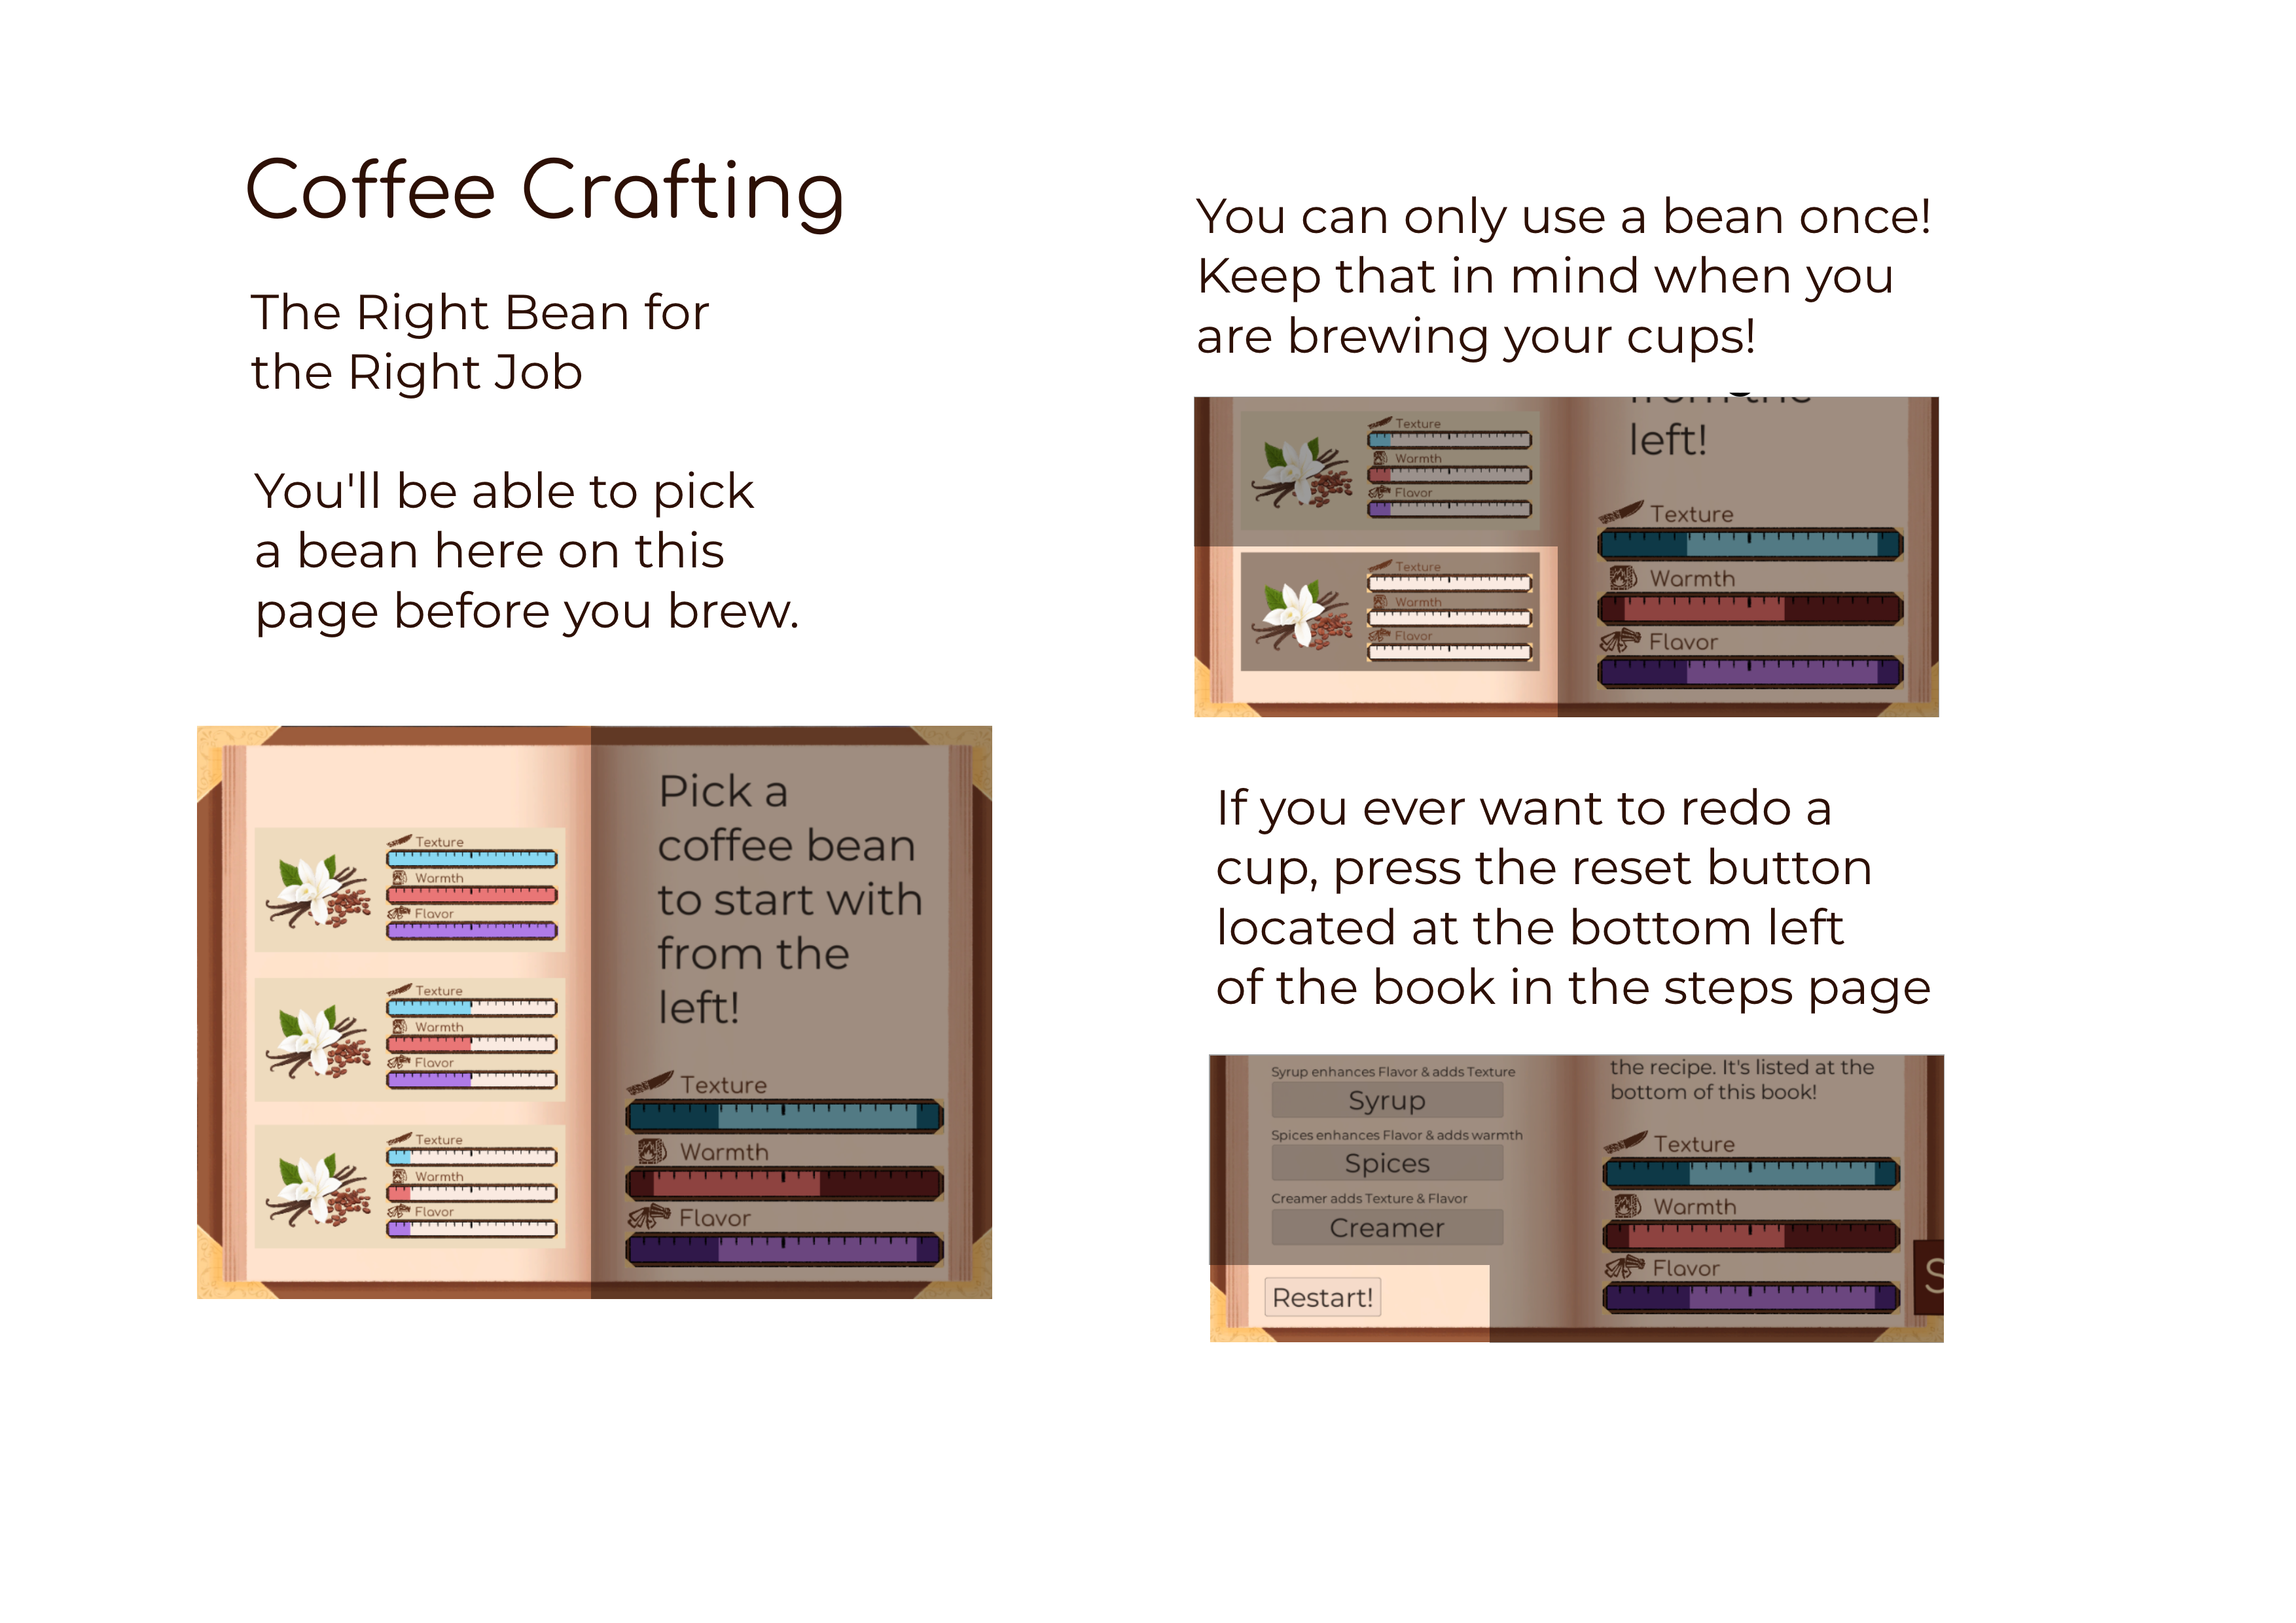 Coffee Crafting
The Right Bean for
the Right Job
You'll be able to pick
a bean here on this
page before you brew.
Texture
Warmth
Flavor
Texture
Warmth
Flavor
Texture
Warmth
Flavor
Pick a
coffee bean
to start with
from the
left!
Texture
Warmth
Flavor
You can only use a bean once!
Keep that in mind when you
are brewing your cups!
Texture
Warmth
Flavor
Texture
Warmth
Flavor
from the
left!
Texture
Warmth
Flavor
If you ever want to redo a
cup, press the reset button
located at the bottom left
of the book in the steps page
Syrup enhances Flavor & adds Texture
Syrup
Spices enhances Flavor & adds warmth
Spices
Creamer adds Texture & Flavor
Creamer
Restart!
the recipe. It's listed at the
bottom of this book!
Texture
Warmth
Flavor